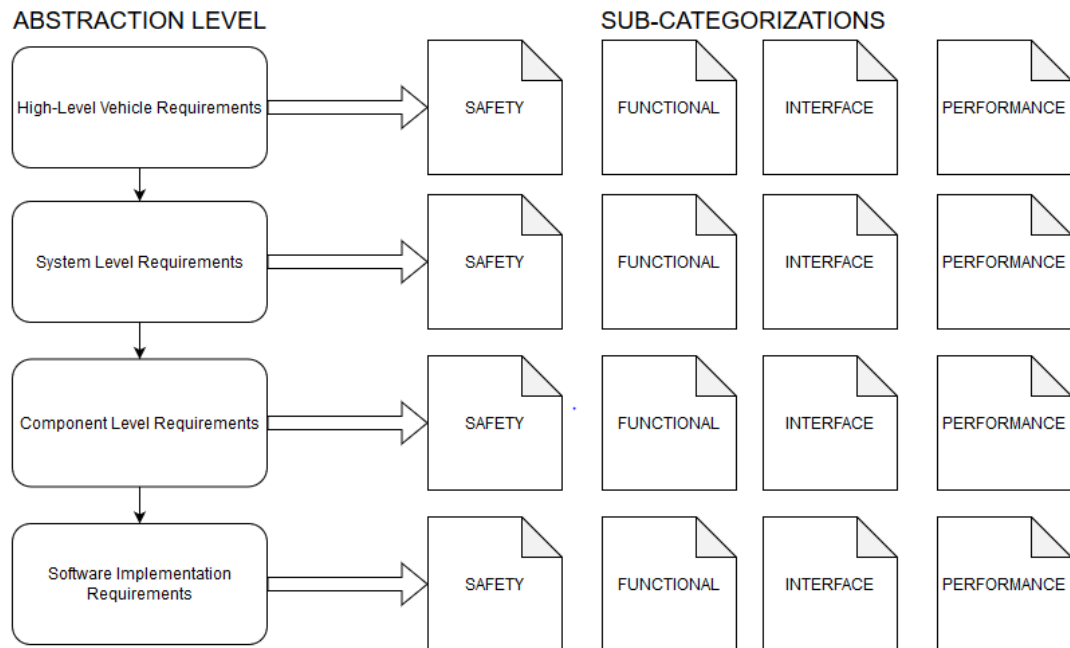 ABSTRACTION LEVEL
SUB-CATEGORIZATIONS
High-Level Vehicle Requirements
SAFETY
FUNCTIONAL
INTERFACE
PERFORMANCE
System Level Requirements
SAFETY
FUNCTIONAL
INTERFACE
PERFORMANCE
Component Level Requirements
SAFETY
FUNCTIONAL
INTERFACE
PERFORMANCE
Software Implementation
Requirements
SAFETY
FUNCTIONAL
INTERFACE
PERFORMANCE